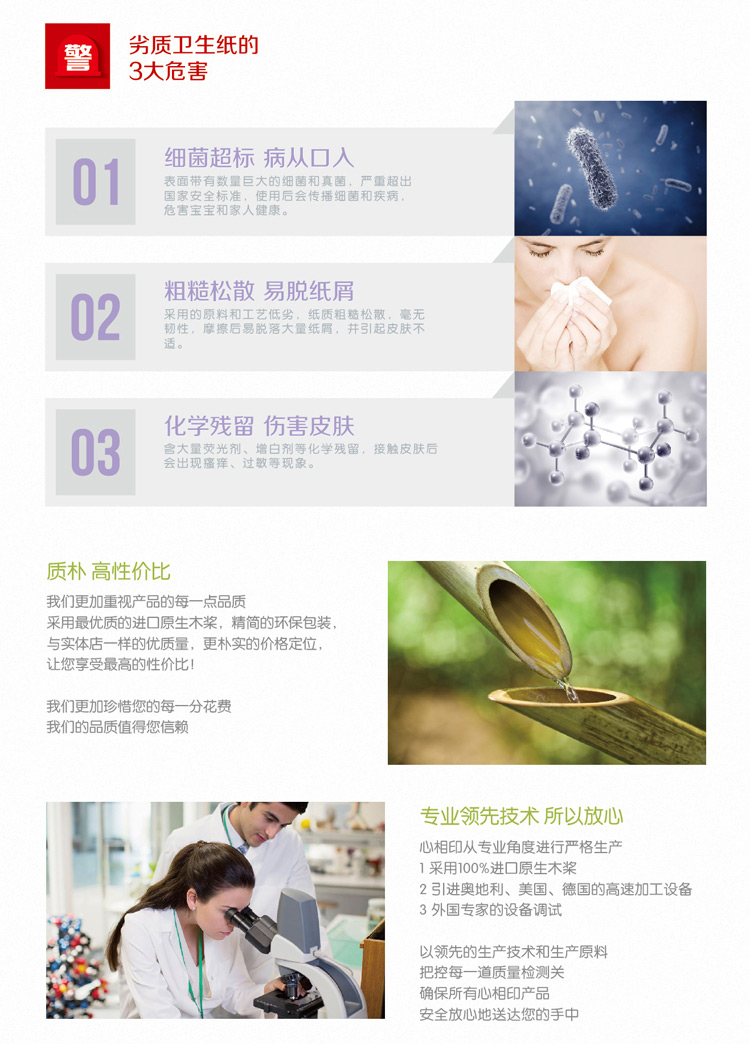 警
劣质卫生纸的
3大危害
01
细菌超标 病从口入
表面带有数量巨大的细菌和真菌，严重超出
国家安全标准，使用后会传播细菌和疾病，
危害宝宝和家人健康。
02
粗糙松散 易脱纸屑
采用的原料和工艺低劣，纸质粗糙松散，毫无
韧性，摩擦后易脱落大量纸屑，并引起皮肤不
适。
03
化学残留 伤害皮肤
含大量荧光剂、增白剂等化学残留，接触皮肤后
会出现瘙痒、过敏等现象。
质朴 高性价比
我们更加重视产品的每一点品质
采用最优质的进口原生木浆，精简的环保包装，
与实体店一样的优质量，更朴实的价格定位，
让您享受最高的性价比！
我们更加珍惜您的每一分花费
我们的品质值得您信赖
专业领先技术 所以放心
心相印从专业角度进行严格生产
1 采用100%进口原生木桨
2 引进奥地利、美国、德国的高速加工设备
3 外国专家的设备调试
以领先的生产技术和生产原料
把控每一道质量检测关
确保所有心相印产品
安全放心地送达您的手中